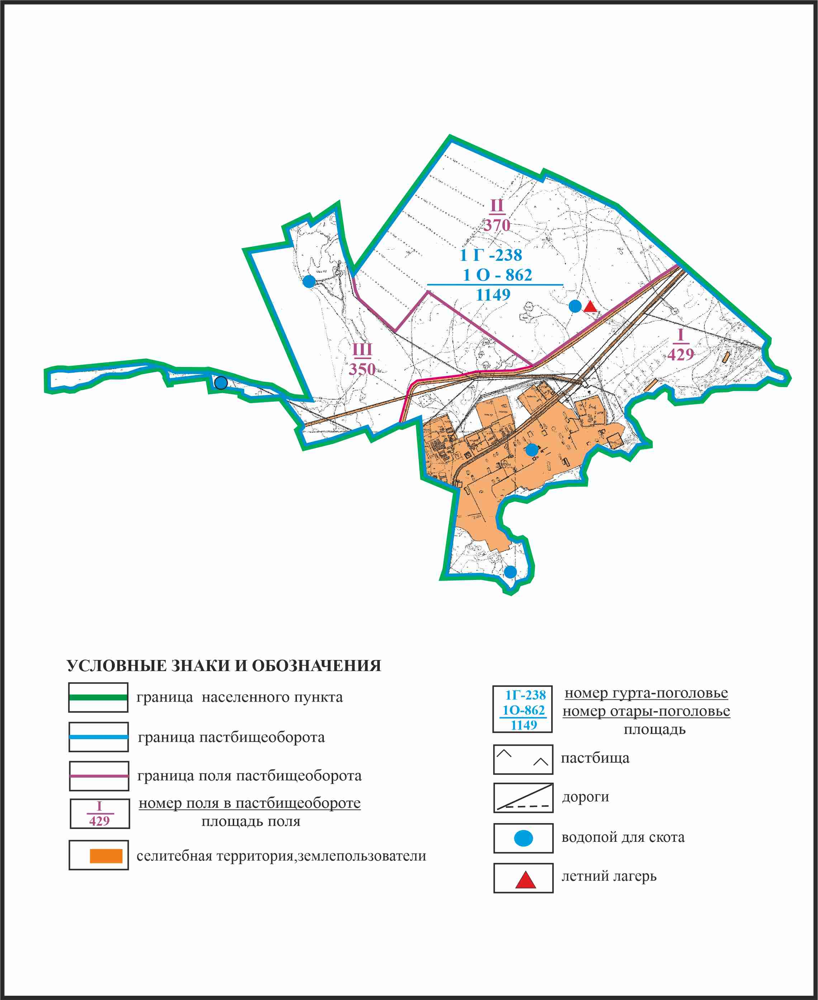 II
370
1 Г -238
1 О - 862
1149
I
429
III
350
УСЛОВНЫЕ ЗНАКИ И ОБОЗНАЧЕНИЯ
граница населенного пункта
граница пастбищеоборота
граница поля пастбищеоборота
I
429
номер поля в пастбищеобороте
площадь поля
селитебная территория,землепользователи
1Г-238
1О-862
1149
номер гурта-поголовье
номер отары-поголовье
площадь
пастбища
дороги
водопой для скота
летний лагерь